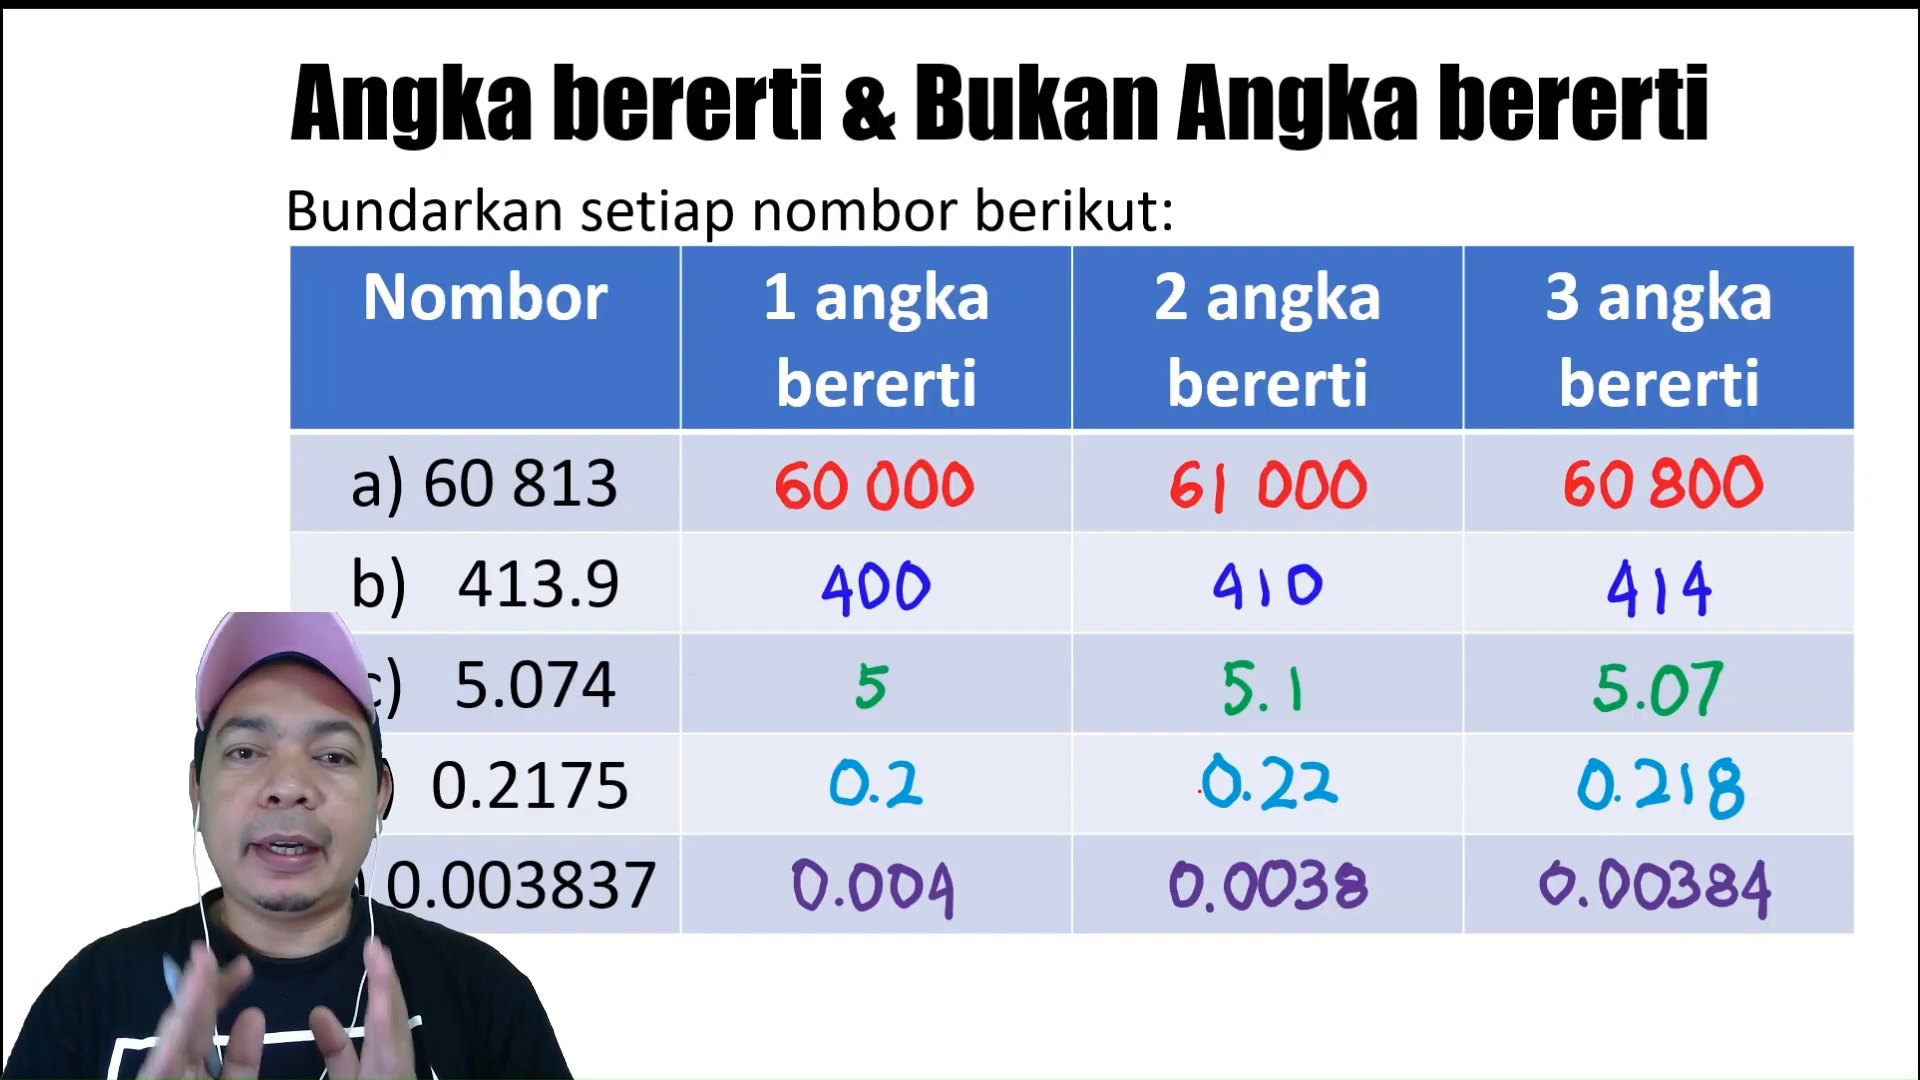 Angka bererti & Bukan Angka bererti
Bundarkan setiap nombor berikut:
Nombor 1 angka bererti 2 angka bererti 3 angka bererti
a) 60 813 60 000 61 000 60 800
b) 413.9 400 410 414
c) 5.074 5 5.1 5.07
) 0.2175 0.2 0.22 0.218
) 0.003837 0.004 0.0038 0.00384